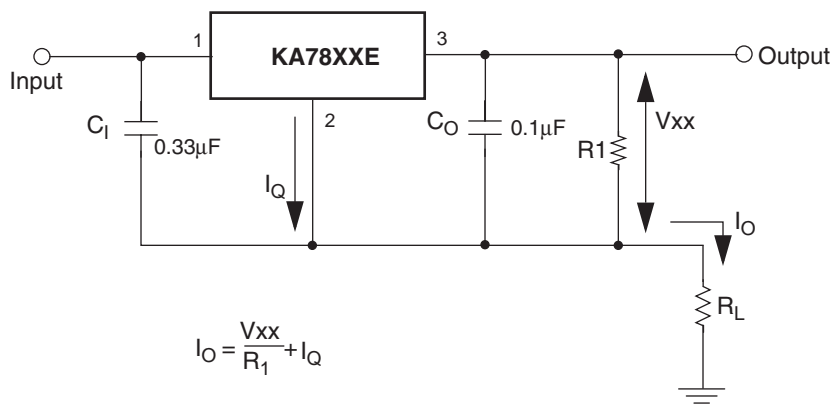 1
KA78XXE
3
Input
Output
2
C_I
0.33μF
I_Q
C_O
0.1μF
R1
Vxx
I_O
R_L
I_O = Vxx/R_1 + I_Q